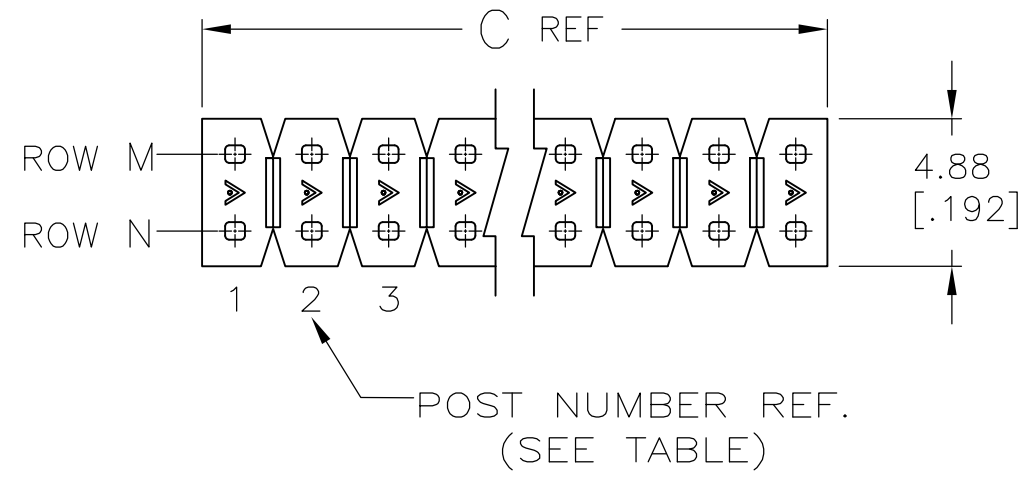 C REF
ROW M
4.88
[.192]
ROW N
1 2 3
POST NUMBER REF.
(SEE TABLE)